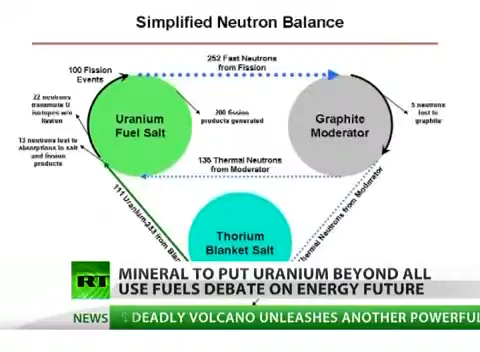 Simplified Neutron Balance
252 Fast Neutrons
from Fission
100 Fission
Events
22 neutrons
transmute U
isotopes w/o
fission
13 neutrons lost to
absorptions in salt
and fission
products
Uranium
Fuel Salt
200 fission
products generated
Graphite
Moderator
5 neutrons
lost to
graphite
135 Thermal Neutrons
from Moderator
111 Uranium-233 from Blan
Thermal Neutrons from Moderator
Thorium
Blanket Salt
RT
MINERAL TO PUT URANIUM BEYOND ALL
USE FUELS DEBATE ON ENERGY FUTURE
NEWS
S DEADLY VOLCANO UNLEASHES ANOTHER POWERFUL